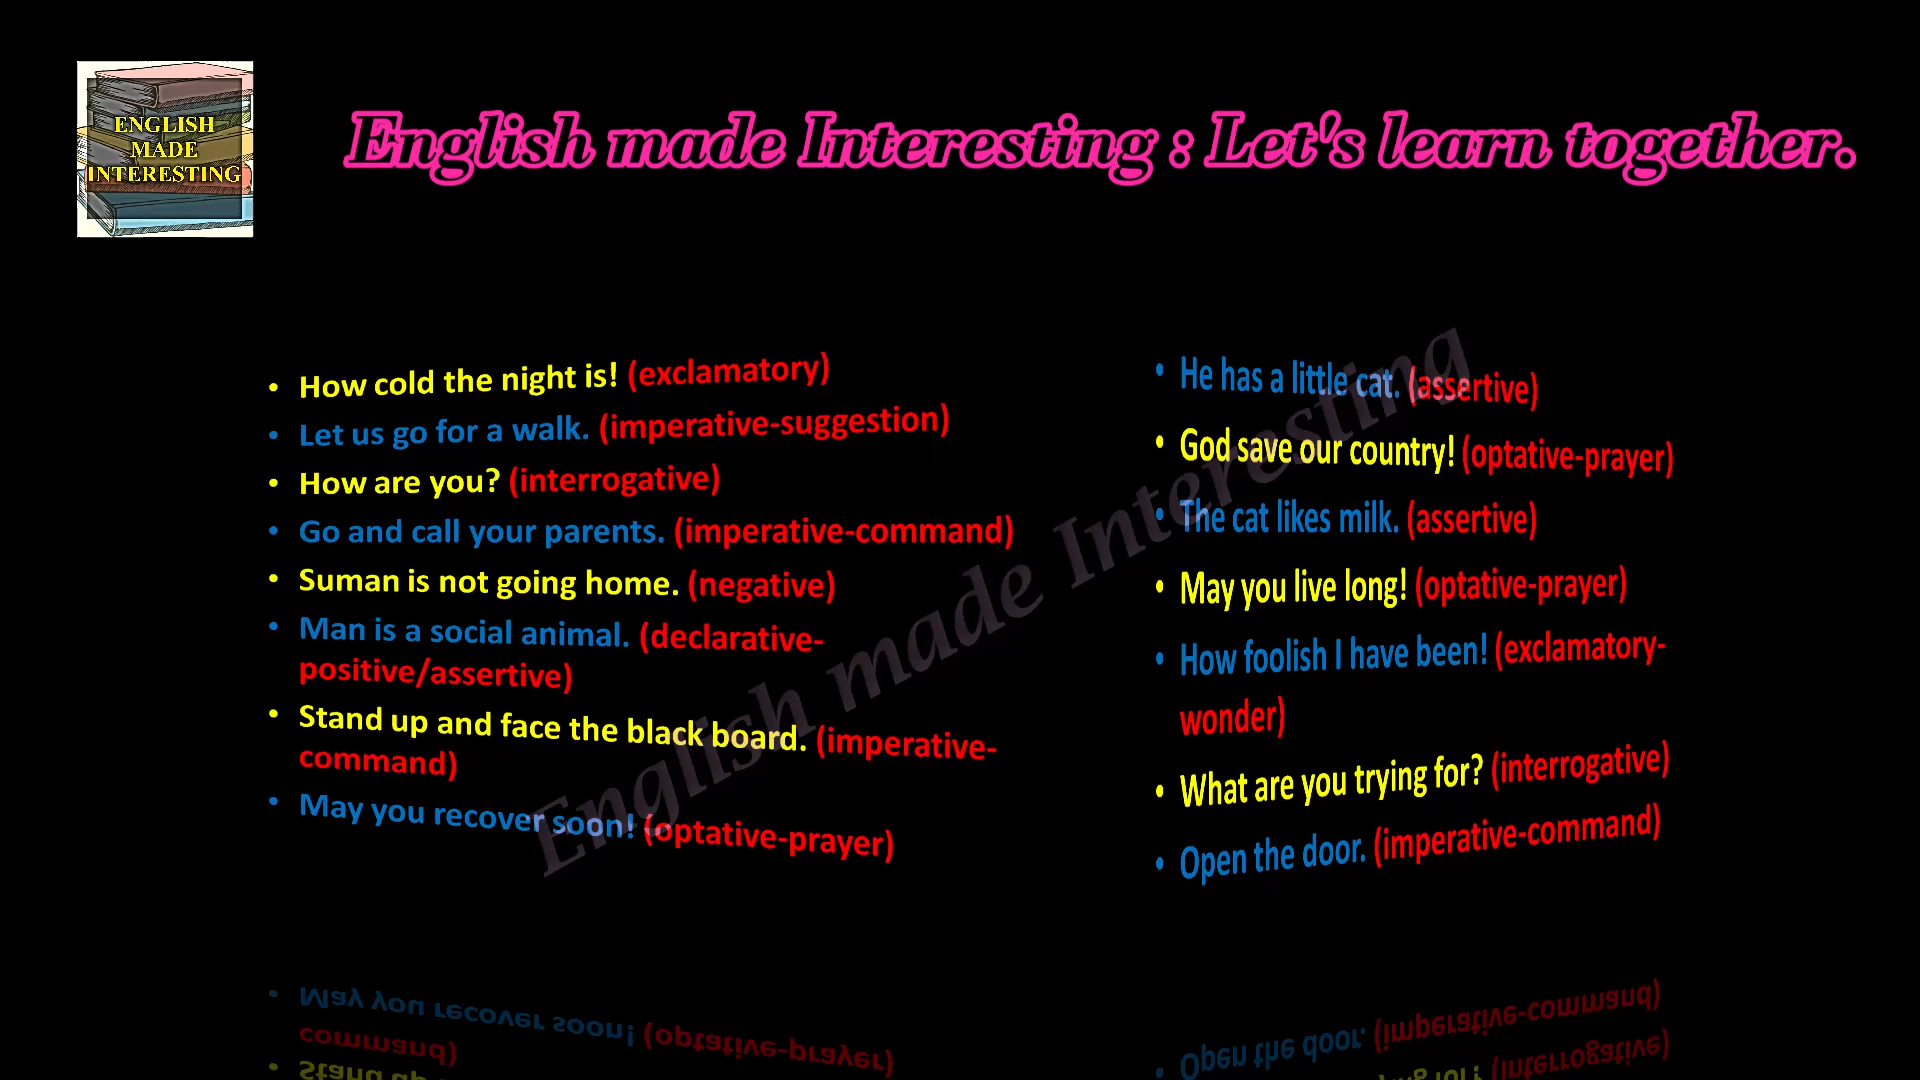 ENGLISH
MADE
INTERESTING
English made Interesting : Let's learn together.
• How cold the night is! (exclamatory)
• Let us go for a walk. (imperative-suggestion)
• How are you? (interrogative)
• Go and call your parents. (imperative-command)
• Suman is not going home. (negative)
• Man is a social animal. (declarative-
positive/assertive)
• Stand up and face the black board. (imperative-
command)
• May you recover soon! (optative-prayer)
• He has a little cat. (assertive)
• God save our country! (optative-prayer)
• The cat likes milk. (assertive)
• May you live long! (optative-prayer)
• How foolish I have been! (exclamatory-
wonder)
• What are you trying for? (interrogative)
• Open the door. (imperative-command)
English made Interesting